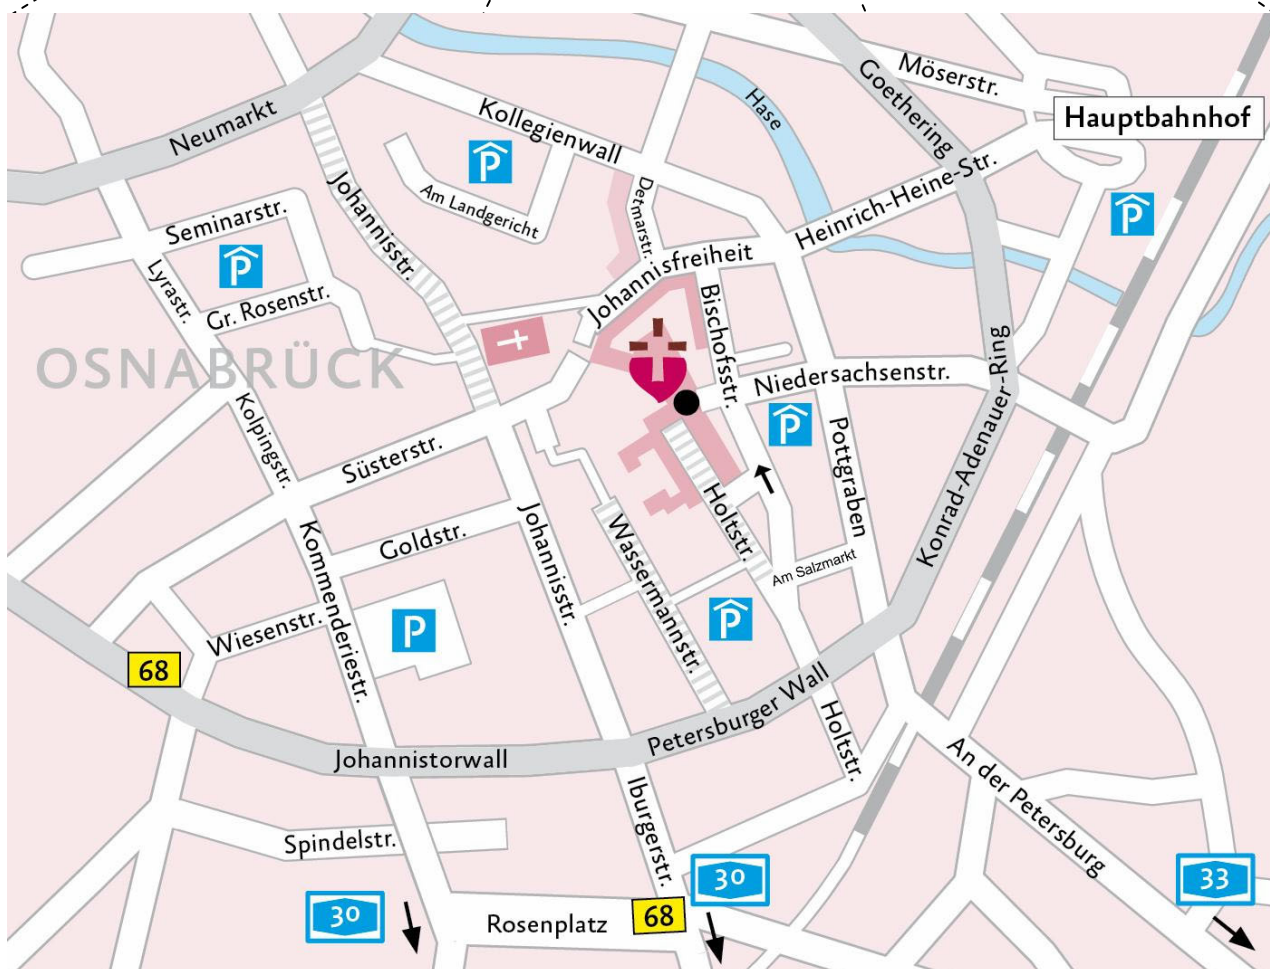 Möserstr.
Goethering
Hauptbahnhof
Neumarkt
Kollegienwall
Hase
P
Johannisstr.
Am Landgericht
Detmarstr.
Heinrich-Heine-Str.
P
Seminarstr.
P
Lyrastr.
Gr. Rosenstr.
Johannisfreiheit
Bischofsstr.
OSNABRÜCK
Niedersachsenstr.
Konrad-Adenauer-Ring
Kolpingstr.
Süsterstr.
P
Pottgraben
Holtstr.
Goldstr.
Johannisstr.
Wassermannstr.
Am Salzmarkt
Kommenderiestr.
Wiesenstr.
P
P
68
Petersburger Wall
Johannistorwall
Holtstr.
An der Petersburg
Iburgerstr.
Spindelstr.
30
33
30
Rosenplatz
68